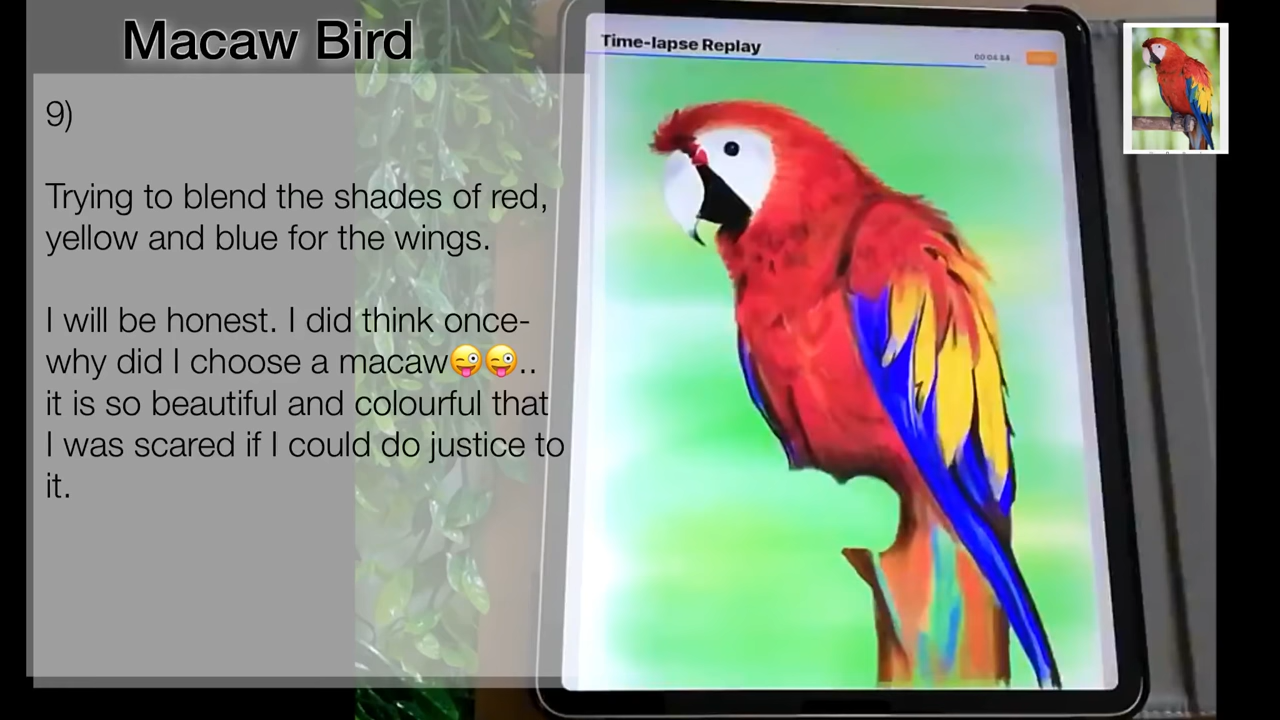 Macaw Bird
Time-lapse Replay
9)
Trying to blend the shades of red,
yellow and blue for the wings.
I will be honest. I did think once-
why did I choose a macaw😜😜..
it is so beautiful and colourful that
I was scared if I could do justice to
it.